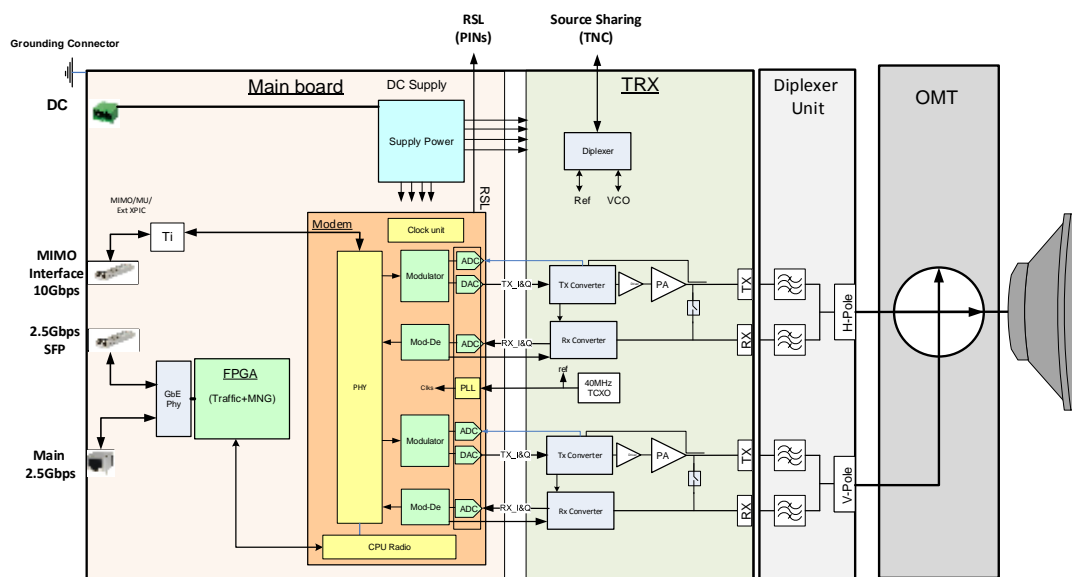 RSL
(PINs)
Source Sharing
(TNC)
Grounding Connector
DC
Main board
DC Supply
Supply Power
TRX
Diplexer
Unit
OMT
Diplexer
Ref
VCO
RSL
MIMO/MU/
Ext XPIC
Ti
MIMO
Interface
10Gbps
2.5Gbps
SFP
Main
2.5Gbps
GbE
Phy
FPGA
(Traffic+MNG)
Modem
Clock unit
PHY
CPU Radio
Modulator
ADC
DAC
TX_I&Q
Tx Converter
PA
TX
Mod-De
ADC
RX_I&Q
Rx Converter
RX
H-Pole
Clks
PLL
ref
40MHz
TCXO
Modulator
ADC
DAC
TX_I&Q
Tx Converter
PA
TX
Mod-De
ADC
RX_I&Q
Rx Converter
RX
V-Pole